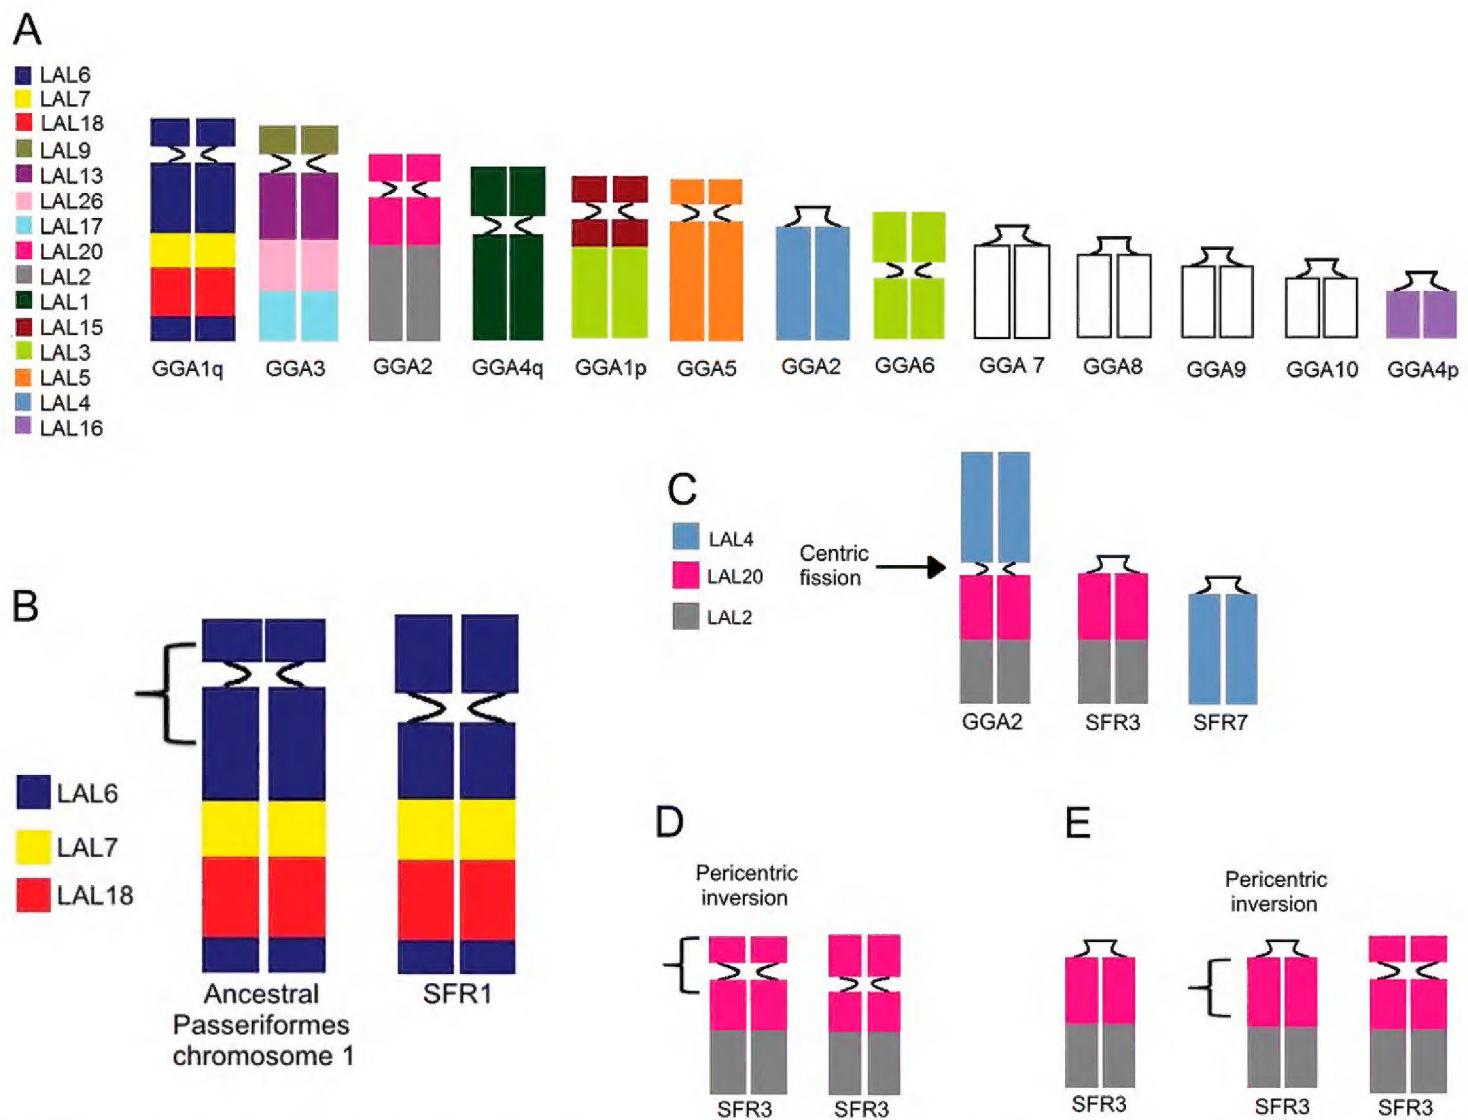 A
LAL6
LAL7
LAL18
LAL9
LAL13
LAL26
LAL17
LAL20
LAL2
LAL1
LAL15
LAL3
LAL5
LAL4
LAL16
GGA1q
GGA3
GGA2
GGA4q
GGA1p
GGA5
GGA2
GGA6
GGA 7
GGA8
GGA9
GGA10
GGA4p
B
LAL6
LAL7
LAL18
Ancestral
Passeriformes
chromosome 1
SFR1
C
LAL4
LAL20
LAL2
Centric
fission
GGA2
SFR3
SFR7
D
Pericentric
inversion
SFR3
SFR3
E
Pericentric
inversion
SFR3
SFR3
SFR3